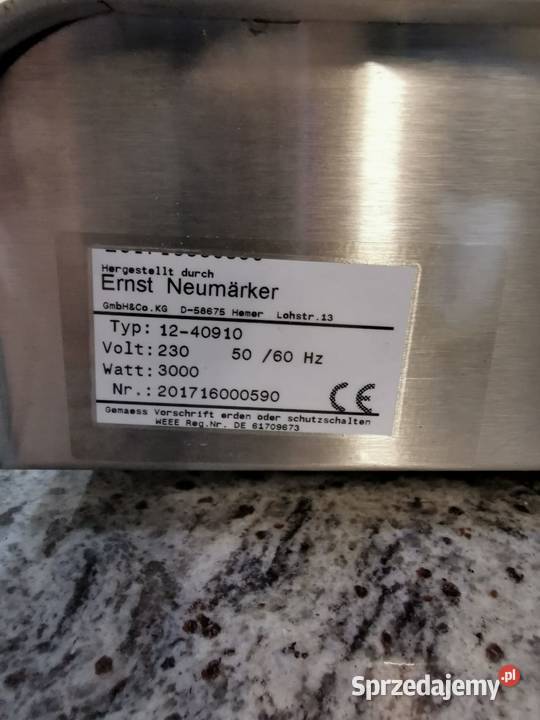 Hergestellt durch
Ernst Neumärker
GmbH&Co.KG D-58675 Hemer Lohstr.13
Typ: 12-40910
Volt: 230 50 /60 Hz
Watt: 3000
Nr.: 201716000590
CE
Gemaess Vorschrift erden oder schutzschalten
WEEE Reg.Nr. DE 61709673
Sprzedajemy.pl